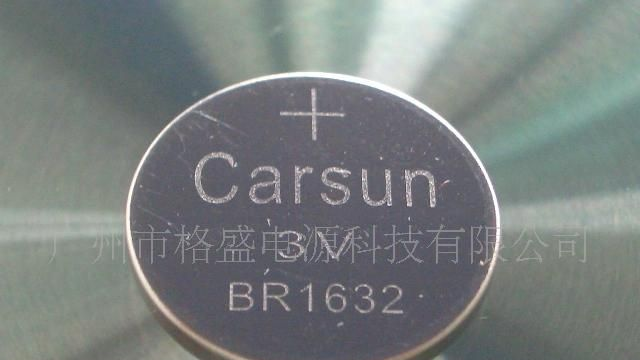 +
Carsun
3V
广州市格盛电源科技有限公司
BR1632